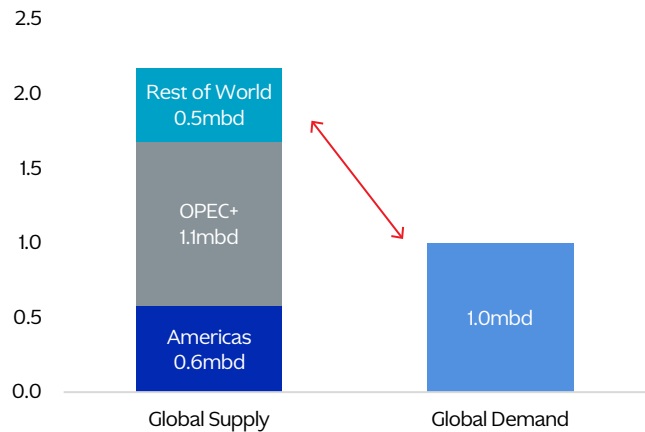 2.5
2.0
1.5
1.0
0.5
0.0
Rest of World
0.5mbd
OPEC+
1.1mbd
Americas
0.6mbd
1.0mbd
Global Supply
Global Demand